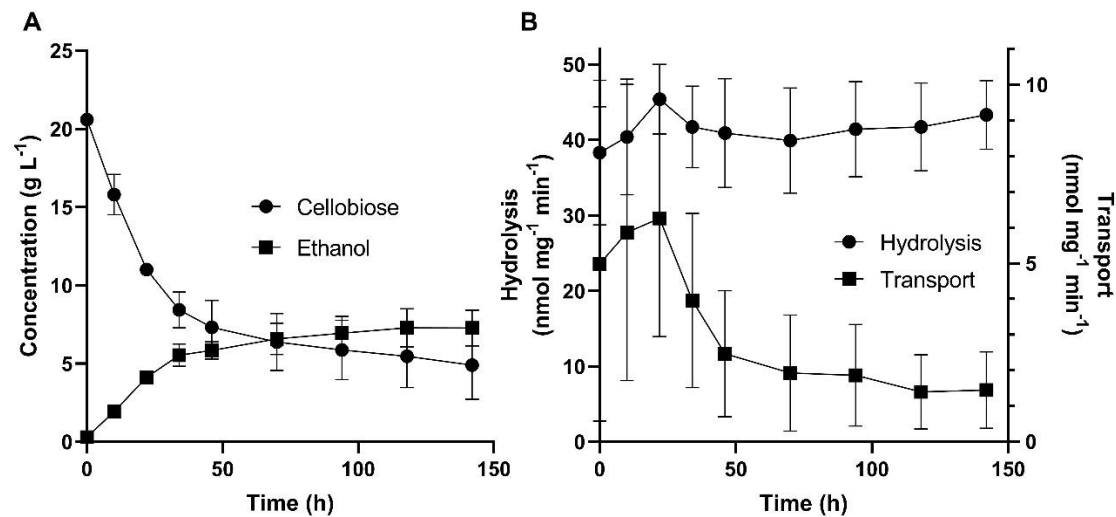 A
25
20
15
10
5
0
Concentration (g L⁻¹)
Cellobiose
Ethanol
0
50
100
150
Time (h)
B
50
40
30
20
10
0
Hydrolysis
(nmol mg⁻¹ min⁻¹)
Hydrolysis
Transport
10
5
0
Transport
(nmol mg⁻¹ min⁻¹)
0
50
100
150
Time (h)